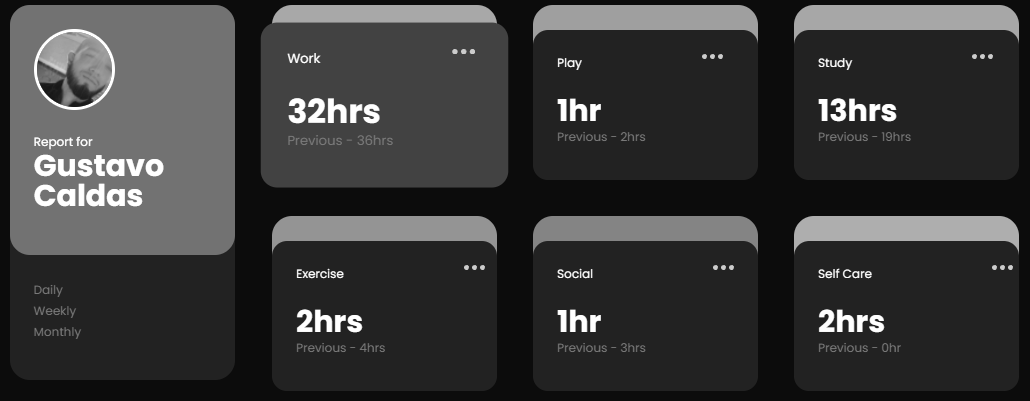 Report for
Gustavo
Caldas
Daily
Weekly
Monthly
Work
32hrs
Previous - 36hrs
Play
1hr
Previous - 2hrs
Study
13hrs
Previous - 19hrs
Exercise
2hrs
Previous - 4hrs
Social
1hr
Previous - 3hrs
Self Care
2hrs
Previous - 0hr